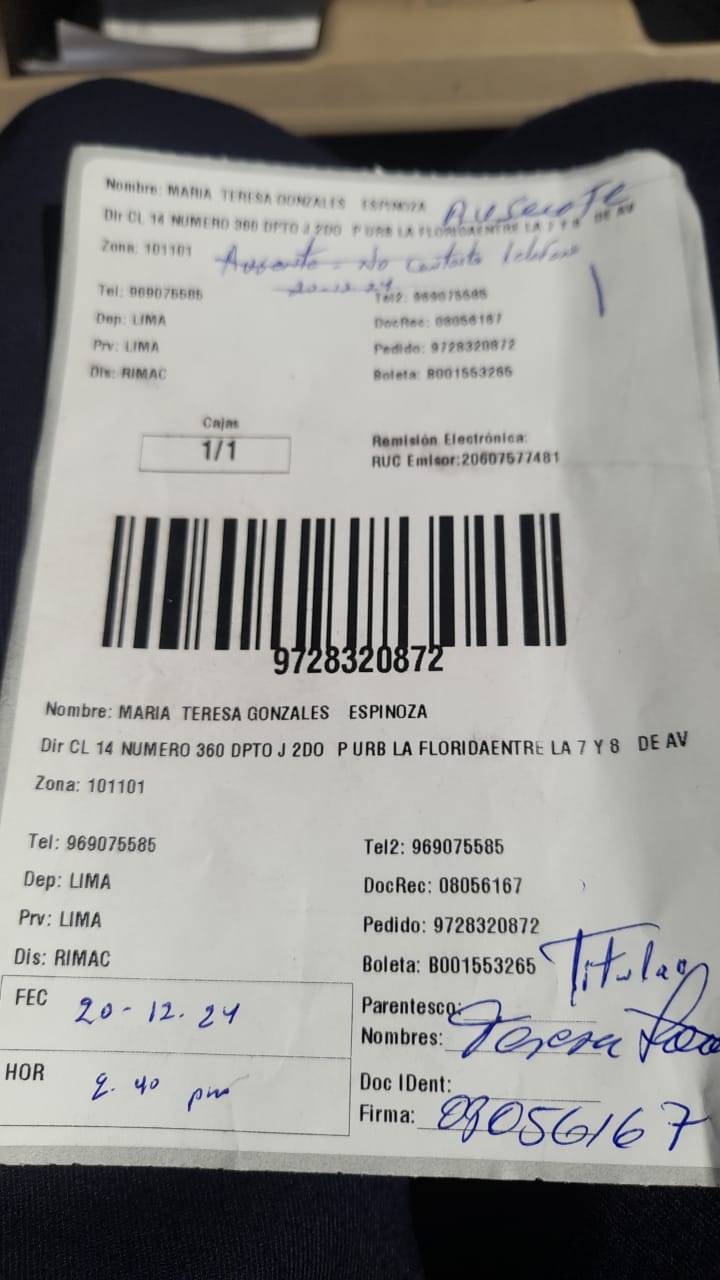 Nombre: MARIA TERESA GONZALES ESPINOZA Ausente
Dir CL 14 NUMERO 360 DPTO J 2DO P URB LA FLORIDAENTRE LA 7 Y 8 DE AV
Zona: 101101 Ausente - No contesta telefono
20-12-24
Tel: 969075585 Tel2: 969075585
Dep: LIMA DocRec: 08056167
Prv: LIMA Pedido: 9728320872
Dis: RIMAC Boleta: B001553265
Cajas
1/1
Remisión Electrónica:
RUC Emisor:20607577481
9728320872
Nombre: MARIA TERESA GONZALES ESPINOZA
Dir CL 14 NUMERO 360 DPTO J 2DO P URB LA FLORIDAENTRE LA 7 Y 8 DE AV
Zona: 101101
Tel: 969075585 Tel2: 969075585
Dep: LIMA DocRec: 08056167
Prv: LIMA Pedido: 9728320872
Dis: RIMAC Boleta: B001553265
Titular
FEC 20-12.24
Parentesco:
Nombres: Teresa
HOR 2.40 pm
Doc IDent:
Firma: 08056167